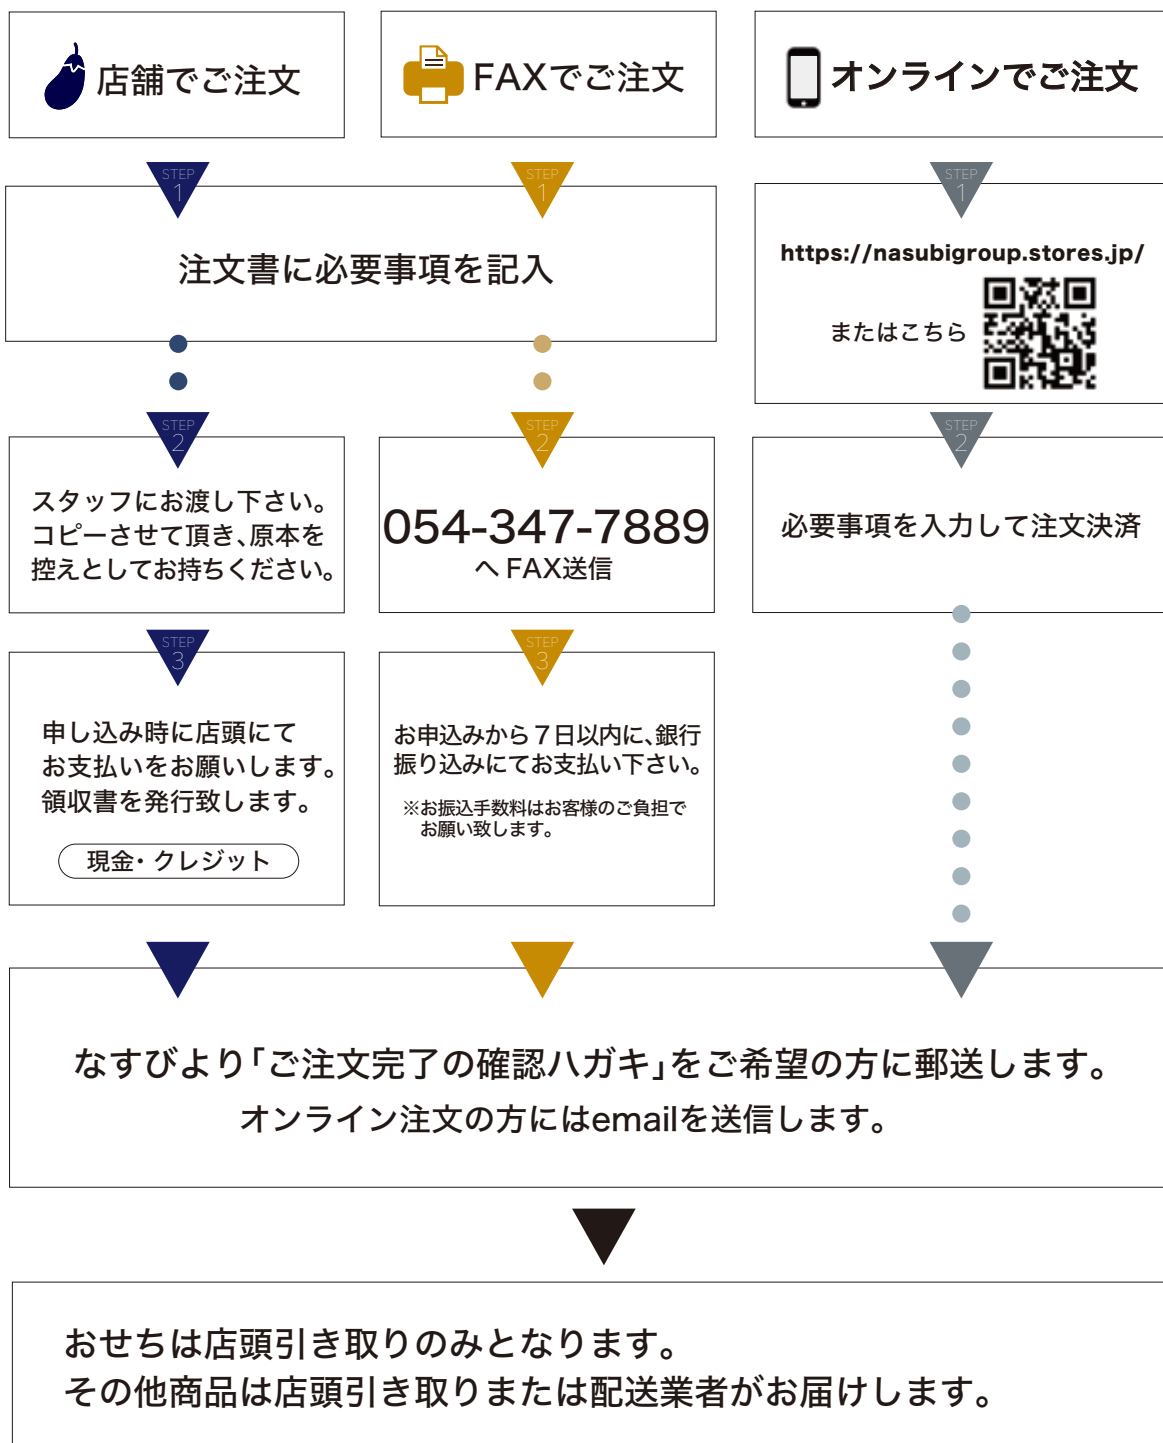 店舗でご注文
FAXでご注文
オンラインでご注文
STEP
1
STEP
1
STEP
1
注文書に必要事項を記入
https://nasubigroup.stores.jp/
またはこちら
STEP
2
STEP
2
STEP
2
スタッフにお渡し下さい。
コピーさせて頂き、原本を
控えとしてお持ちください。
054-347-7889
へ FAX送信
必要事項を入力して注文決済
STEP
3
STEP
3
申し込み時に店頭にて
お支払いをお願いします。
領収書を発行致します。
現金・クレジット
お申込みから7日以内に、銀行
振り込みにてお支払い下さい。
※お振込手数料はお客様のご負担で
お願い致します。
なすびより「ご注文完了の確認ハガキ」をご希望の方に郵送します。
オンライン注文の方にはemailを送信します。
おせちは店頭引き取りのみとなります。
その他商品は店頭引き取りまたは配送業者がお届けします。